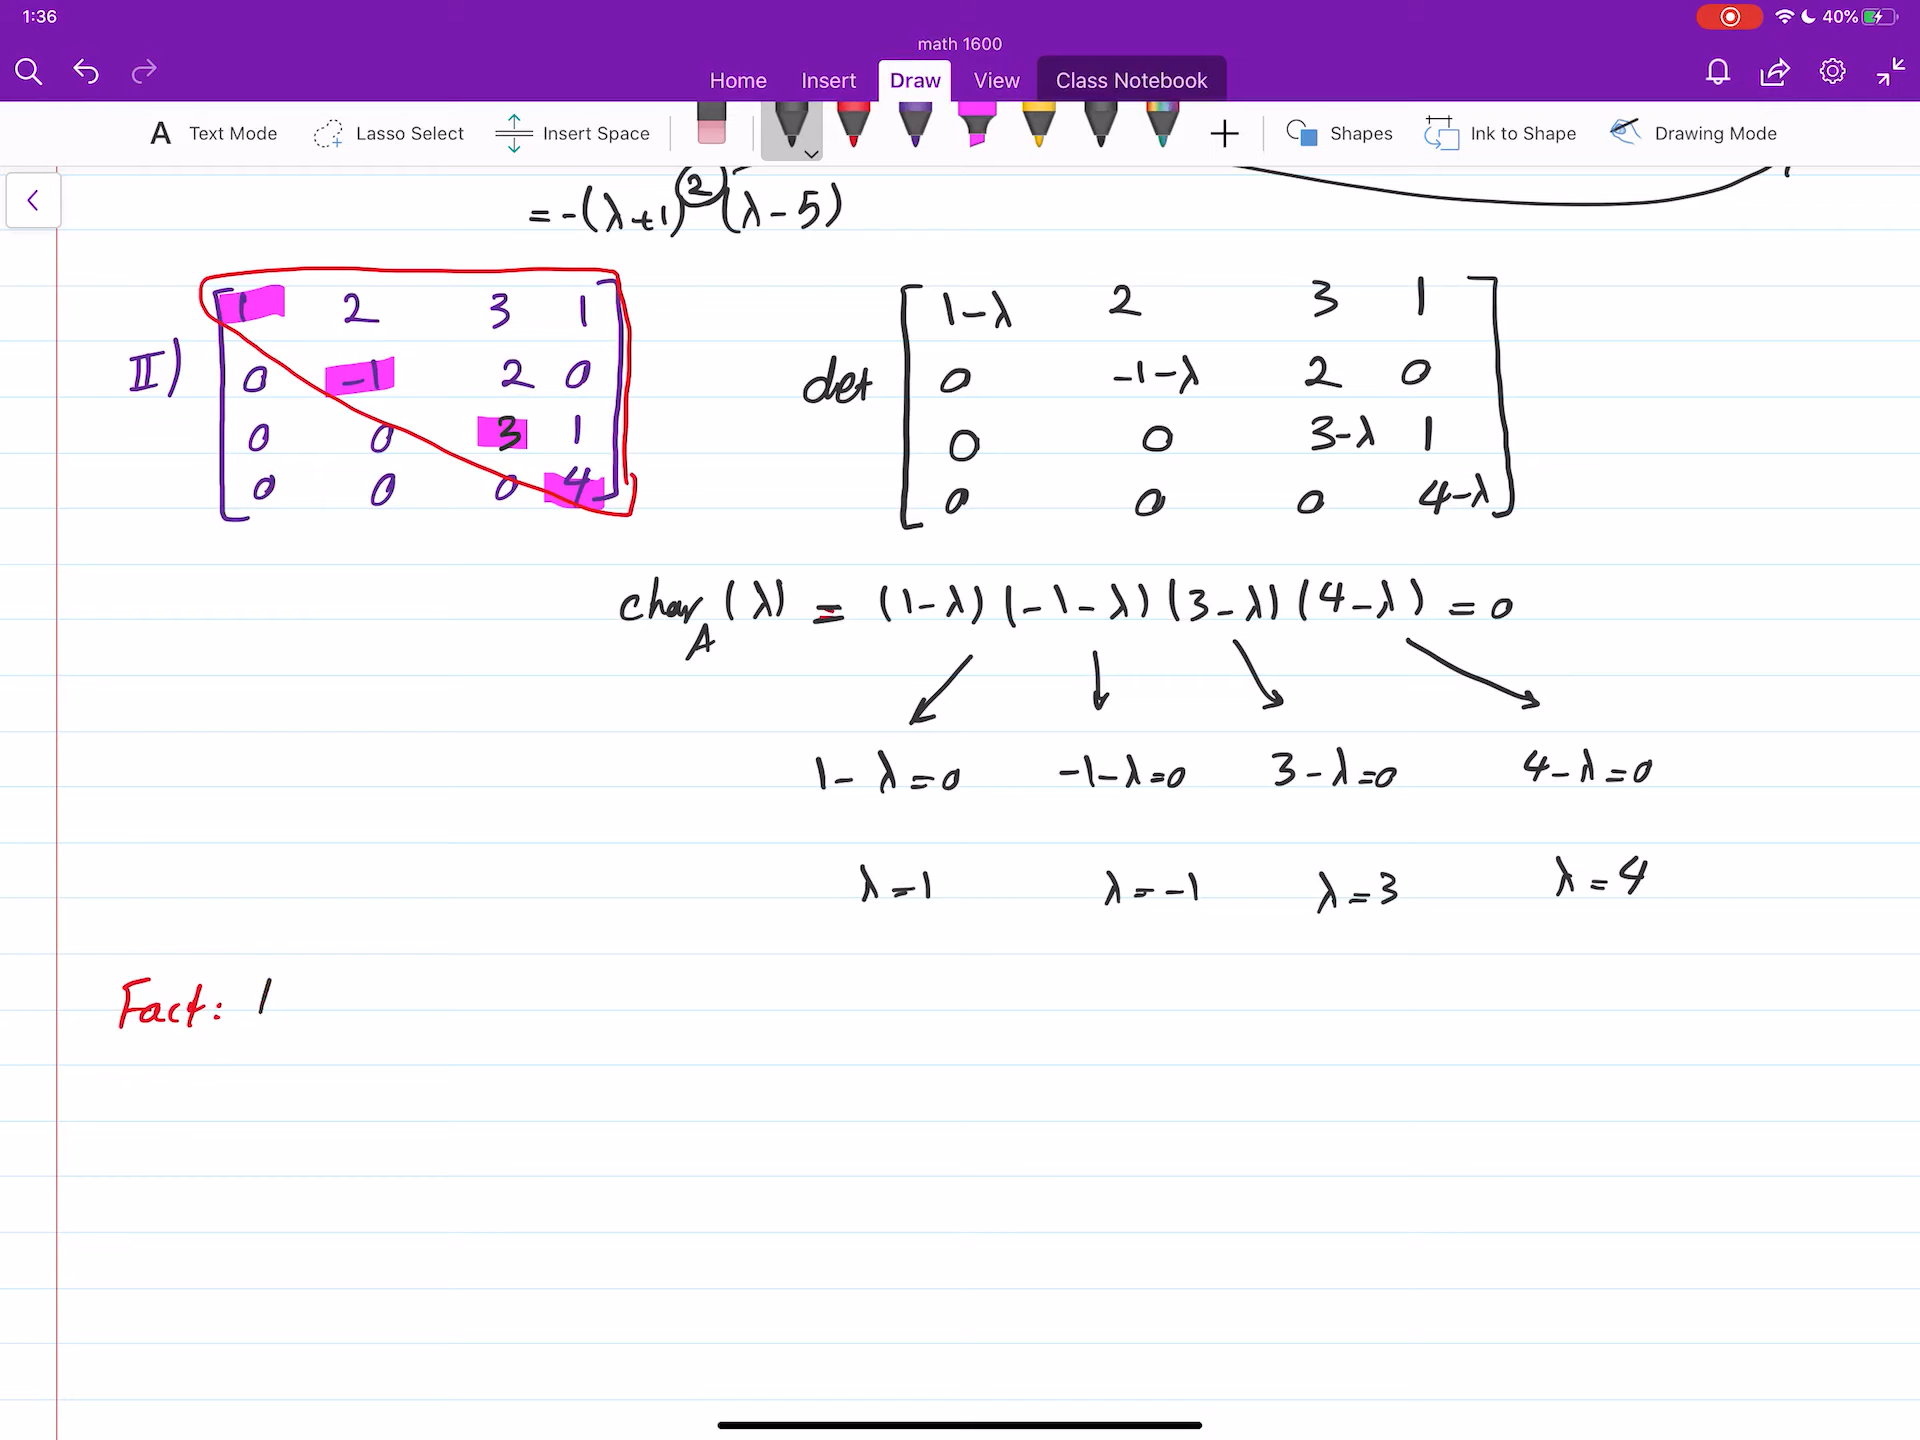 1:36
40%
math 1600
Home Insert Draw View Class Notebook
A Text Mode Lasso Select Insert Space Shapes Ink to Shape Drawing Mode
= -(λ+1)² (λ-5)
II) [1 2 3 1
0 -1 2 0
0 0 3 1
0 0 0 4]
det [1-λ 2 3 1
0 -1-λ 2 0
0 0 3-λ 1
0 0 0 4-λ]
char_A (λ) = (1-λ)(-1-λ)(3-λ)(4-λ) = 0
1-λ=0 -1-λ=0 3-λ=0 4-λ=0
λ=1 λ=-1 λ=3 λ=4
Fact: